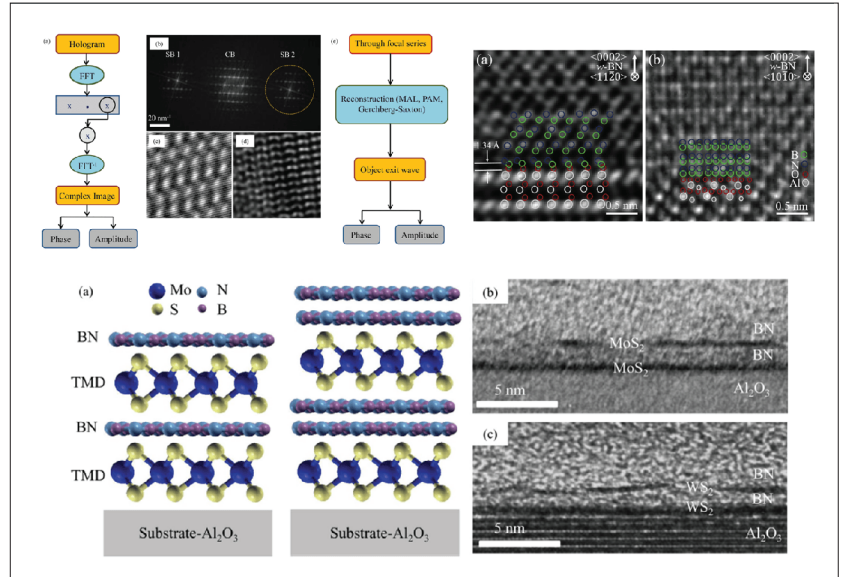 (a)
Hologram
FFT
x
x
x
FFT⁻¹
Complex Image
Phase
Amplitude
(b)
SB 1
CB
SB 2
20 nm⁻¹
(c)
(d)
(e)
Through focal series
Reconstruction (MAL, PAM,
Gerchberg-Saxton)
Object exit wave
Phase
Amplitude
(a)
<0002>
w-BN
<1120>
34 Å
0.5 nm
(b)
<0002>
w-BN
<1010>
B
N
O
Al
0.5 nm
(a)
Mo
N
S
B
BN
TMD
BN
TMD
Substrate-Al₂O₃
Substrate-Al₂O₃
(b)
BN
MoS₂
BN
MoS₂
Al₂O₃
5 nm
(c)
BN
WS₂
BN
WS₂
Al₂O₃
5 nm